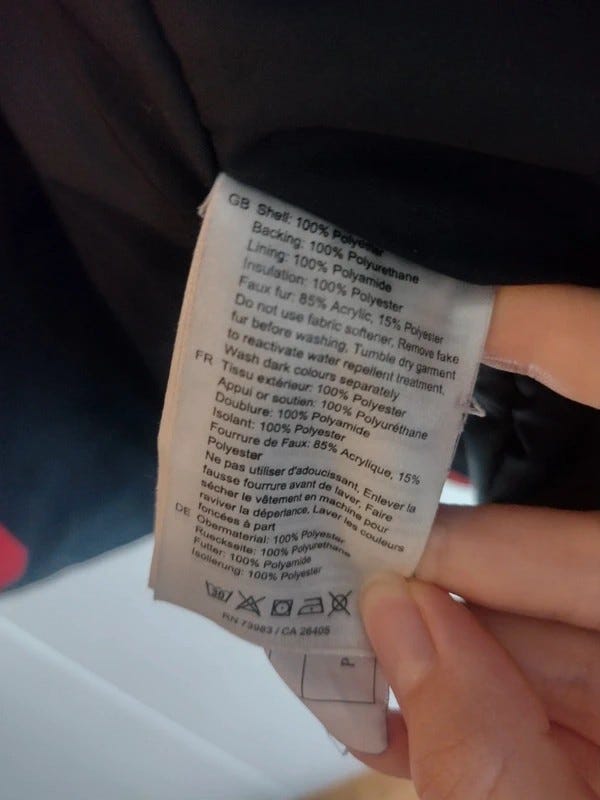 GB Shell: 100% Polyester
Backing: 100% Polyurethane
Lining: 100% Polyamide
Insulation: 100% Polyester
Faux fur: 85% Acrylic, 15% Polyester
Do not use fabric softener, Remove fake
fur before washing, Tumble dry garment
to reactivate water repellent treatment,
Wash dark colours separately
FR Tissu extérieur: 100% Polyester
Appui or soutien: 100% Polyuréthane
Doublure: 100% Polyamide
Isolant: 100% Polyester
Fourrure de Faux: 85% Acrylique, 15%
Polyester
Ne pas utiliser d'adoucissant, Enlever la
fausse fourrure avant de laver, Faire
sécher le vêtement en machine pour
raviver la déperlance, Laver les couleurs
foncées à part
DE Obermaterial: 100% Polyester
Rueckseite: 100% Polyurethane
Futter: 100% Polyamide
Isolierung: 100% Polyester
30
RN 73983 / CA 26405
P